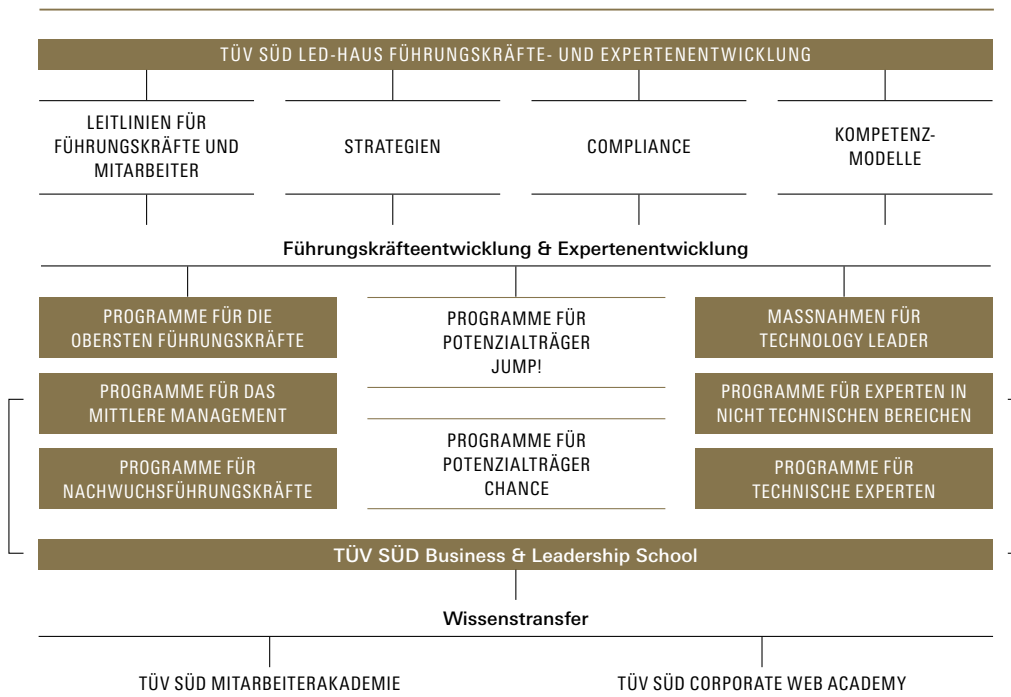 TÜV SÜD LED-HAUS FÜHRUNGSKRÄFTE- UND EXPERTENENTWICKLUNG
LEITLINIEN FÜR
FÜHRUNGSKRÄFTE UND
MITARBEITER
STRATEGIEN
COMPLIANCE
KOMPETENZ-
MODELLE
Führungskräfteentwicklung & Expertenentwicklung
PROGRAMME FÜR DIE
OBERSTEN FÜHRUNGSKRÄFTE
PROGRAMME FÜR DAS
MITTLERE MANAGEMENT
PROGRAMME FÜR
NACHWUCHSFÜHRUNGSKRÄFTE
PROGRAMME FÜR
POTENZIALTRÄGER
JUMP!
PROGRAMME FÜR
POTENZIALTRÄGER
CHANCE
MASSNAHMEN FÜR
TECHNOLOGY LEADER
PROGRAMME FÜR EXPERTEN IN
NICHT TECHNISCHEN BEREICHEN
PROGRAMME FÜR
TECHNISCHE EXPERTEN
TÜV SÜD Business & Leadership School
Wissenstransfer
TÜV SÜD MITARBEITERAKADEMIE
TÜV SÜD CORPORATE WEB ACADEMY